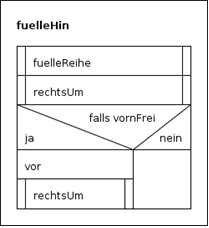 fuelleHin
fuelleReihe
rechtsUm
falls vornFrei
ja nein
vor
rechtsUm